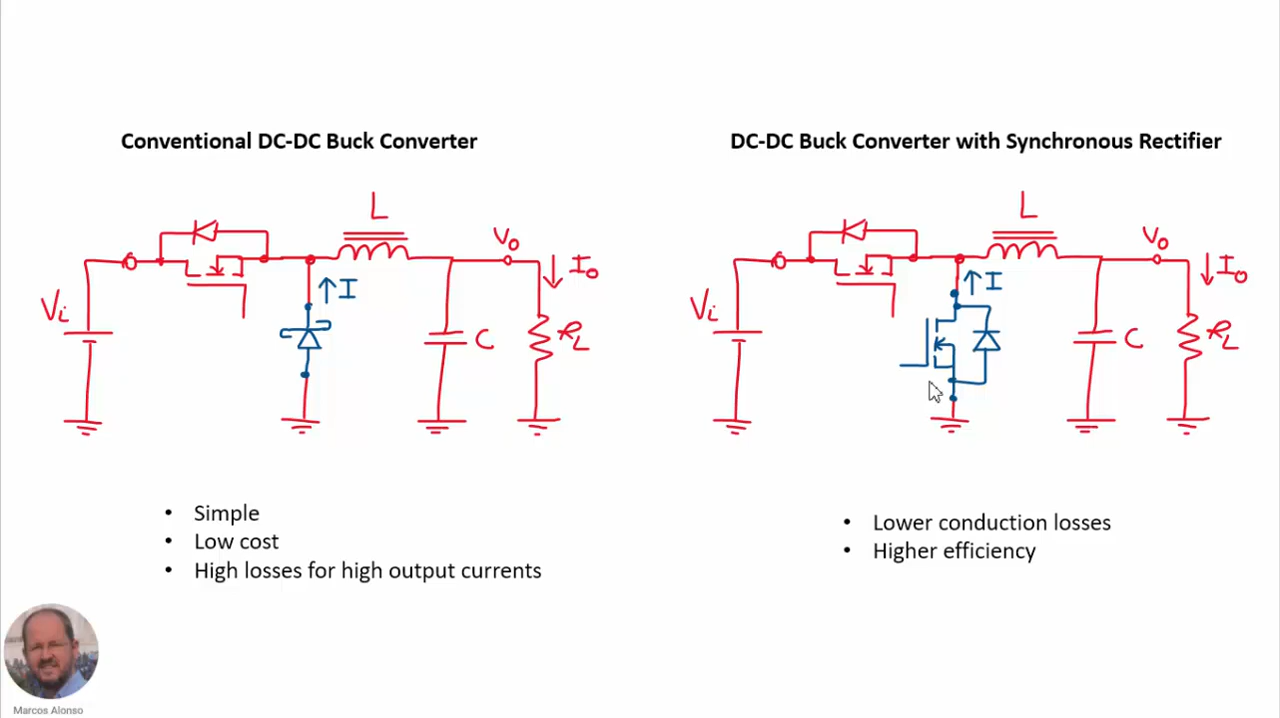 Conventional DC-DC Buck Converter
L
Vi
I
Vo
Io
C
RL
Simple
Low cost
High losses for high output currents
DC-DC Buck Converter with Synchronous Rectifier
L
Vi
I
Vo
Io
C
RL
Lower conduction losses
Higher efficiency
Marcos Alonso